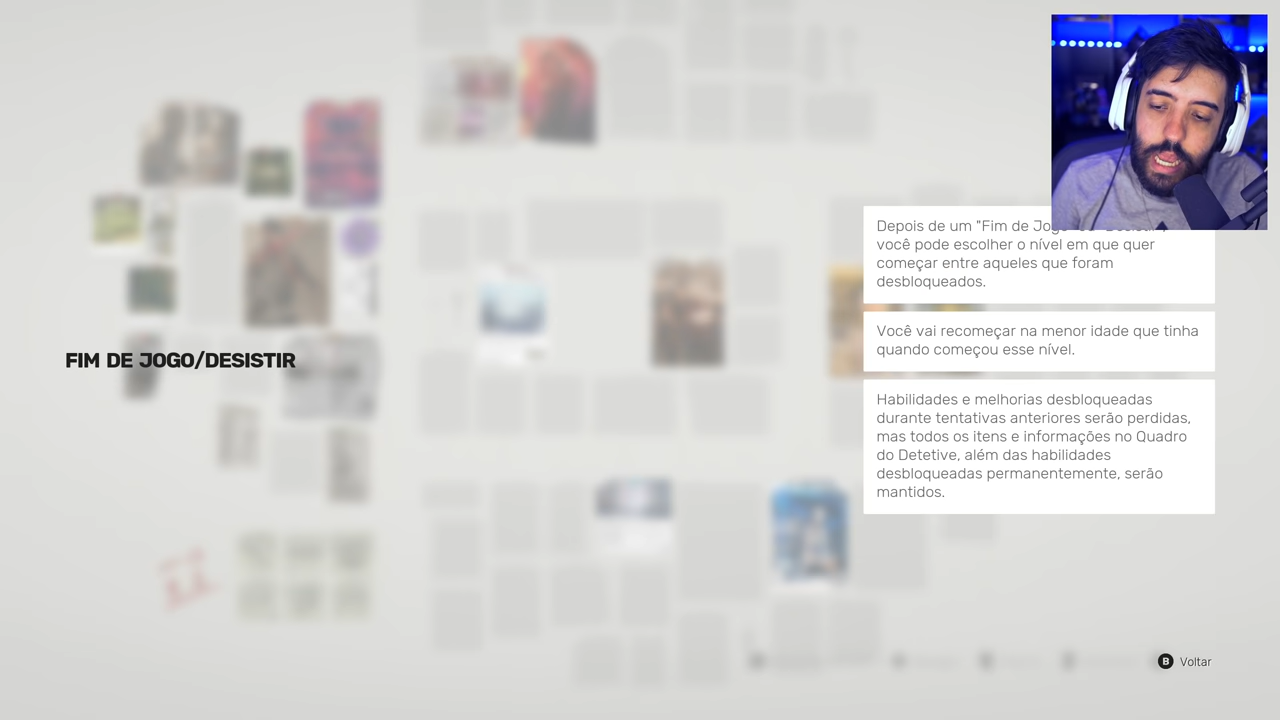 FIM DE JOGO/DESISTIR
Depois de um "Fim de Jogo
você pode escolher o nível em que quer
começar entre aqueles que foram
desbloqueados.
Você vai recomeçar na menor idade que tinha
quando começou esse nível.
Habilidades e melhorias desbloqueadas
durante tentativas anteriores serão perdidas,
mas todos os itens e informações no Quadro
do Detetive, além das habilidades
desbloqueadas permanentemente, serão
mantidos.
B Voltar